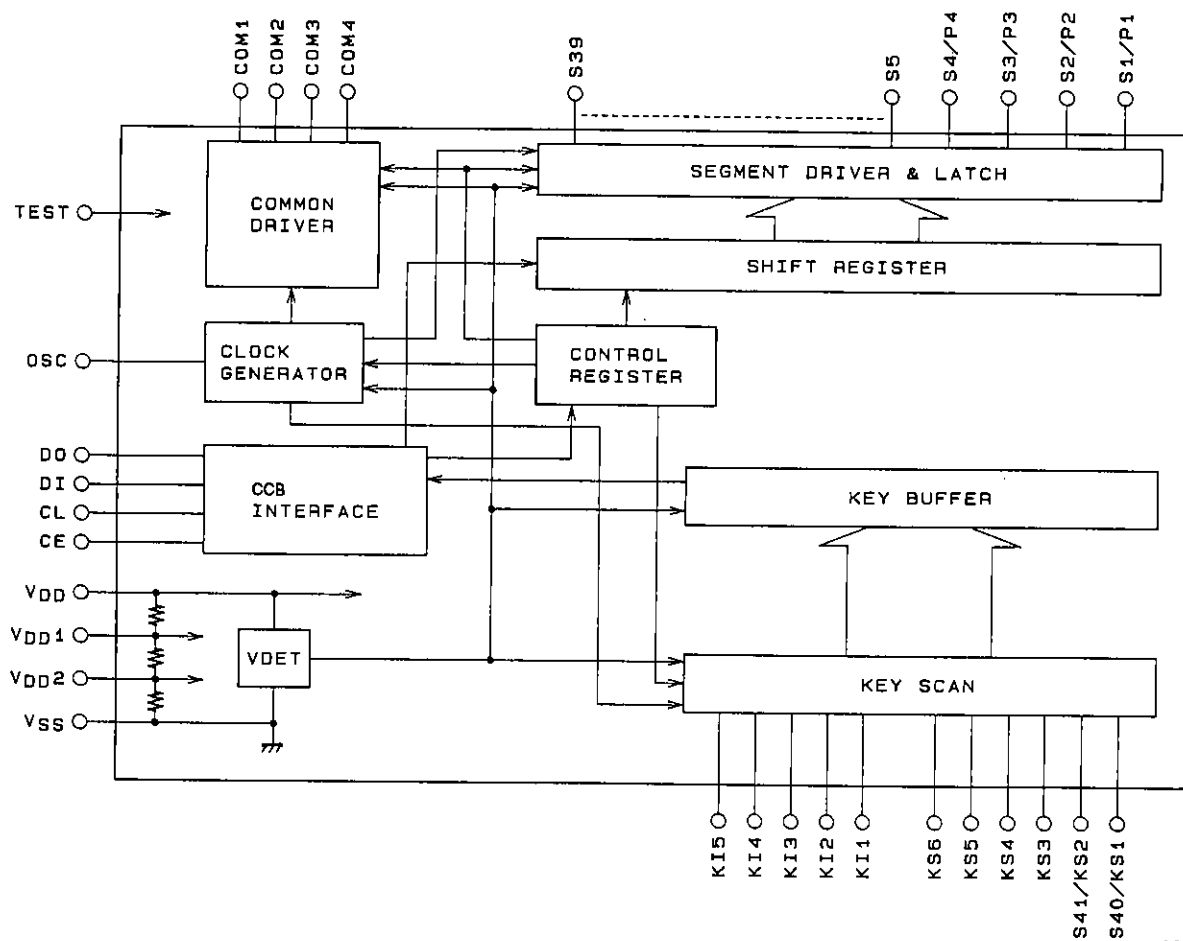 COM1
COM2
COM3
COM4
S39
S5
S4/P4
S3/P3
S2/P2
S1/P1
TEST
COMMON
DRIVER
SEGMENT DRIVER & LATCH
SHIFT REGISTER
OSC
CLOCK
GENERATOR
CONTROL
REGISTER
DO
DI
CL
CE
CCB
INTERFACE
KEY BUFFER
VDD
VDD1
VDD2
VSS
VDET
KEY SCAN
KI5
KI4
KI3
KI2
KI1
KS6
KS5
KS4
KS3
S41/KS2
S40/KS1